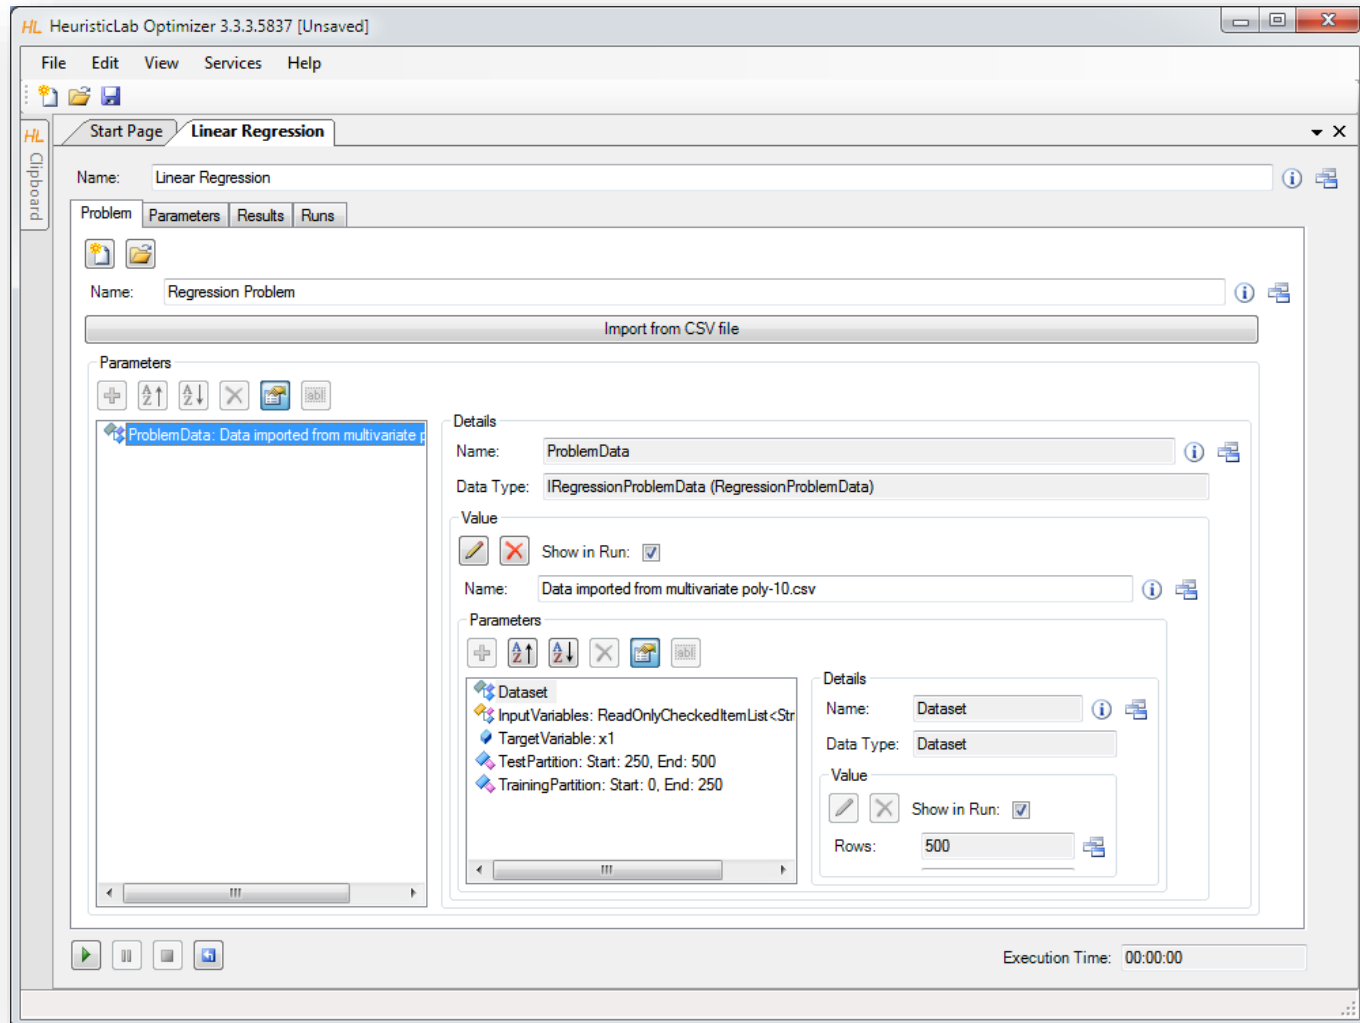 HL HeuristicLab Optimizer 3.3.3.5837 [Unsaved]
File Edit View Services Help
HL Clipboard
Start Page Linear Regression
Name: Linear Regression
Problem Parameters Results Runs
Name: Regression Problem
Import from CSV file
Parameters
ProblemData: Data imported from multivariate p
Details
Name: ProblemData
Data Type: IRegressionProblemData (RegressionProblemData)
Value
Show in Run:
Name: Data imported from multivariate poly-10.csv
Parameters
Dataset
InputVariables: ReadOnlyCheckedItemList<Str
TargetVariable: x1
TestPartition: Start: 250, End: 500
TrainingPartition: Start: 0, End: 250
Details
Name: Dataset
Data Type: Dataset
Value
Show in Run:
Rows: 500
Execution Time: 00:00:00